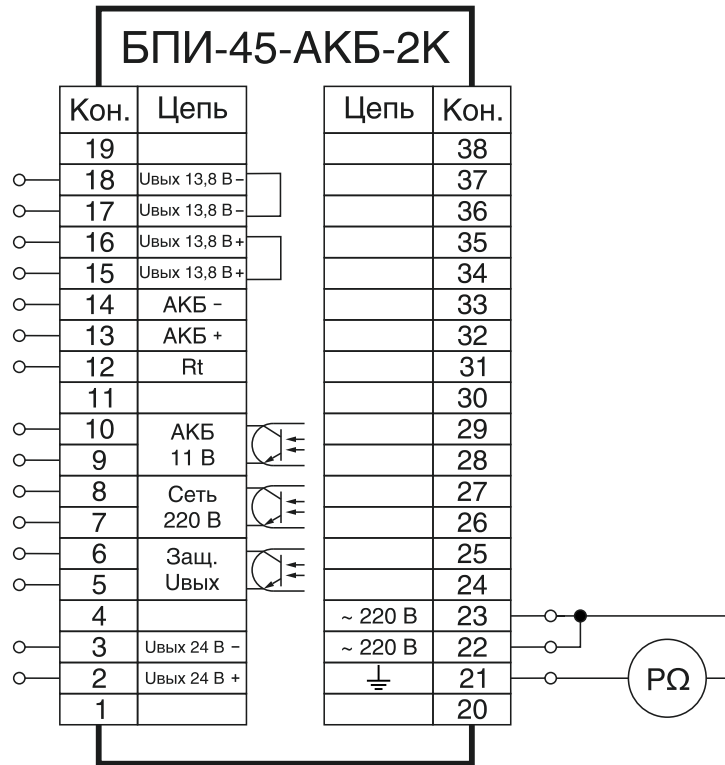 БПИ-45-АКБ-2К
Кон. Цепь Цепь Кон.
19 38
18 Uвых 13,8 В – 37
17 Uвых 13,8 В – 36
16 Uвых 13,8 В + 35
15 Uвых 13,8 В + 34
14 АКБ – 33
13 АКБ + 32
12 Rt 31
11 30
10 АКБ 29
9 11 В 28
8 Сеть 27
7 220 В 26
6 Защ. 25
5 Uвых 24
4 ~ 220 В 23
3 Uвых 24 В – ~ 220 В 22
2 Uвых 24 В + 21 PΩ
1 20